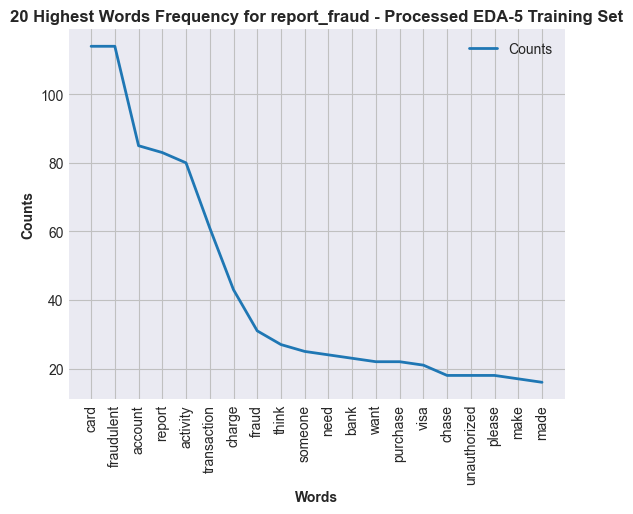 20 Highest Words Frequency for report_fraud - Processed EDA-5 Training Set
Counts
100
80
60
40
20
Counts
card
fraudulent
account
report
activity
transaction
charge
fraud
think
someone
need
bank
want
purchase
visa
chase
unauthorized
please
make
made
Words